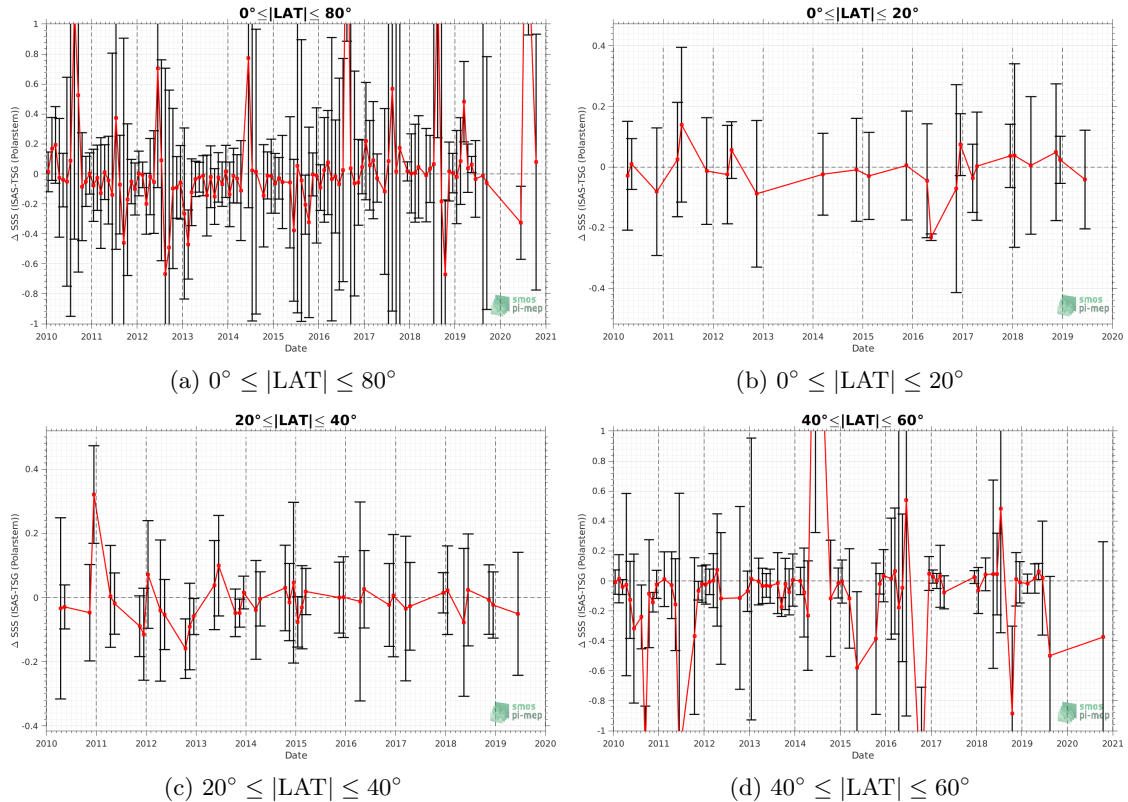 0°≤|LAT|≤ 80°
Δ SSS (ISAS-TSG (Polarstern))
1
0.8
0.6
0.4
0.2
0
-0.2
-0.4
-0.6
-0.8
-1
2010 2011 2012 2013 2014 2015 2016 2017 2018 2019 2020 2021
Date
smos
pi-mep
(a) 0° ≤ |LAT| ≤ 80°
0°≤|LAT|≤ 20°
Δ SSS (ISAS-TSG (Polarstern))
0.4
0.2
0
-0.2
-0.4
2010 2011 2012 2013 2014 2015 2016 2017 2018 2019 2020
Date
smos
pi-mep
(b) 0° ≤ |LAT| ≤ 20°
20°≤|LAT|≤ 40°
Δ SSS (ISAS-TSG (Polarstern))
0.4
0.2
0
-0.2
-0.4
2010 2011 2012 2013 2014 2015 2016 2017 2018 2019 2020
Date
smos
pi-mep
(c) 20° ≤ |LAT| ≤ 40°
40°≤|LAT|≤ 60°
Δ SSS (ISAS-TSG (Polarstern))
1
0.8
0.6
0.4
0.2
0
-0.2
-0.4
-0.6
-0.8
-1
2010 2011 2012 2013 2014 2015 2016 2017 2018 2019 2020 2021
Date
smos
pi-mep
(d) 40° ≤ |LAT| ≤ 60°